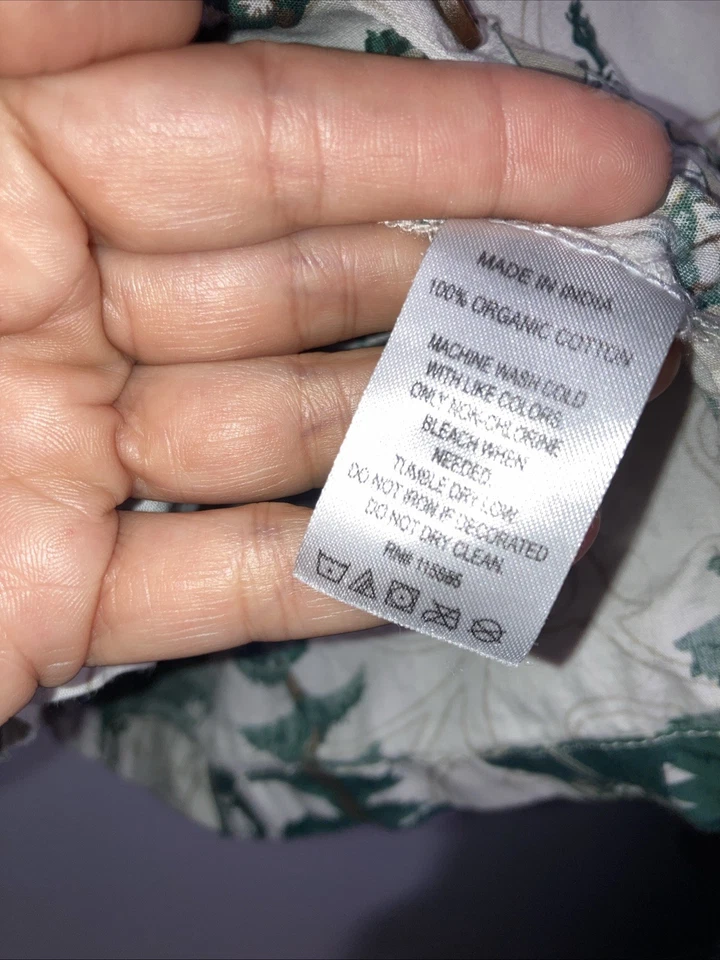 MADE IN INDIA
100% ORGANIC COTTON
MACHINE WASH COLD
WITH LIKE COLORS.
ONLY NON-CHLORINE
BLEACH WHEN
NEEDED.
TUMBLE DRY LOW.
DO NOT IRON IF DECORATED
DO NOT DRY CLEAN.
RN# 115985